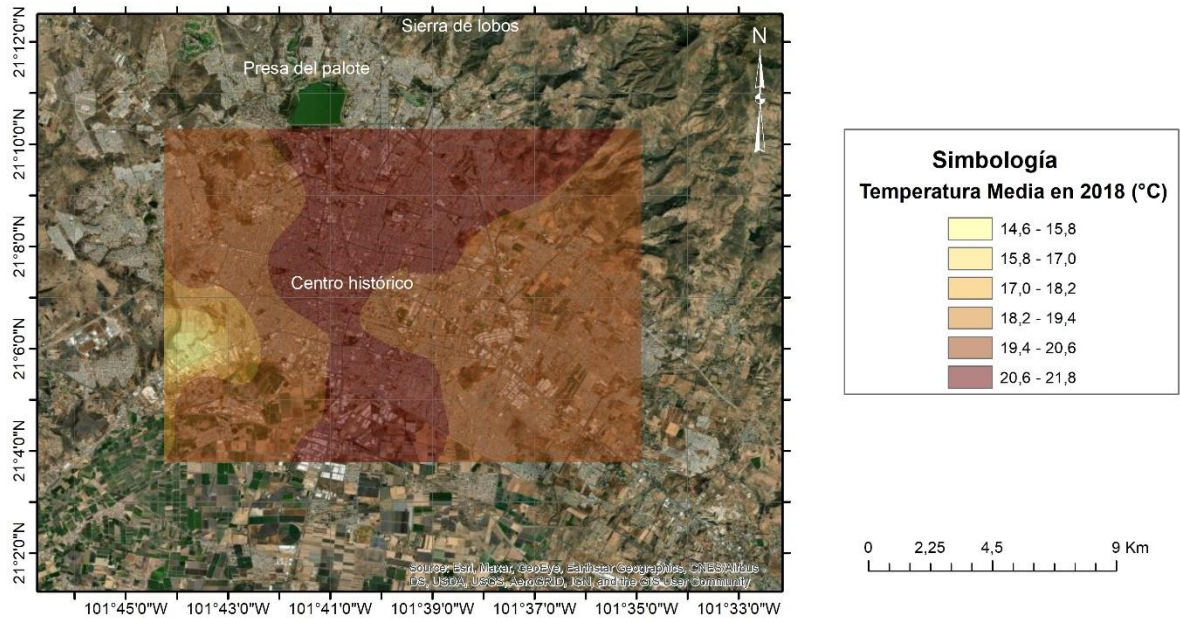 Sierra de lobos
Presa del palote
Centro histórico
N
21°12'0"N
21°10'0"N
21°8'0"N
21°6'0"N
21°4'0"N
21°2'0"N
101°45'0"W 101°43'0"W 101°41'0"W 101°39'0"W 101°37'0"W 101°35'0"W 101°33'0"W
Source: Esri, Maxar, GeoEye, Earthstar Geographics, CNES/Airbus
DS, USDA, USGS, AeroGRID, IGN, and the GIS User Community
Simbología
Temperatura Media en 2018 (°C)
14,6 - 15,8
15,8 - 17,0
17,0 - 18,2
18,2 - 19,4
19,4 - 20,6
20,6 - 21,8
0 2,25 4,5 9 Km